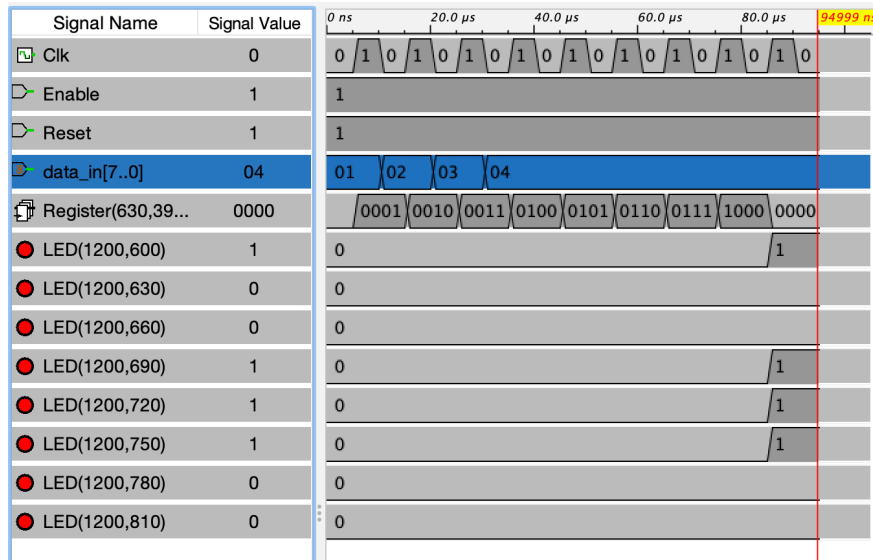 Signal Name Signal Value 0 ns 20.0 µs 40.0 µs 60.0 µs 80.0 µs 94999 n
Clk 0 0 1 0 1 0 1 0 1 0 1 0 1 0 1 0 1 0 1 0
Enable 1 1
Reset 1 1
data_in[7..0] 04 01 02 03 04
Register(630,39... 0000 0001 0010 0011 0100 0101 0110 0111 1000 0000
LED(1200,600) 1 0 1
LED(1200,630) 0 0
LED(1200,660) 0 0
LED(1200,690) 1 0 1
LED(1200,720) 1 0 1
LED(1200,750) 1 0 1
LED(1200,780) 0 0
LED(1200,810) 0 0